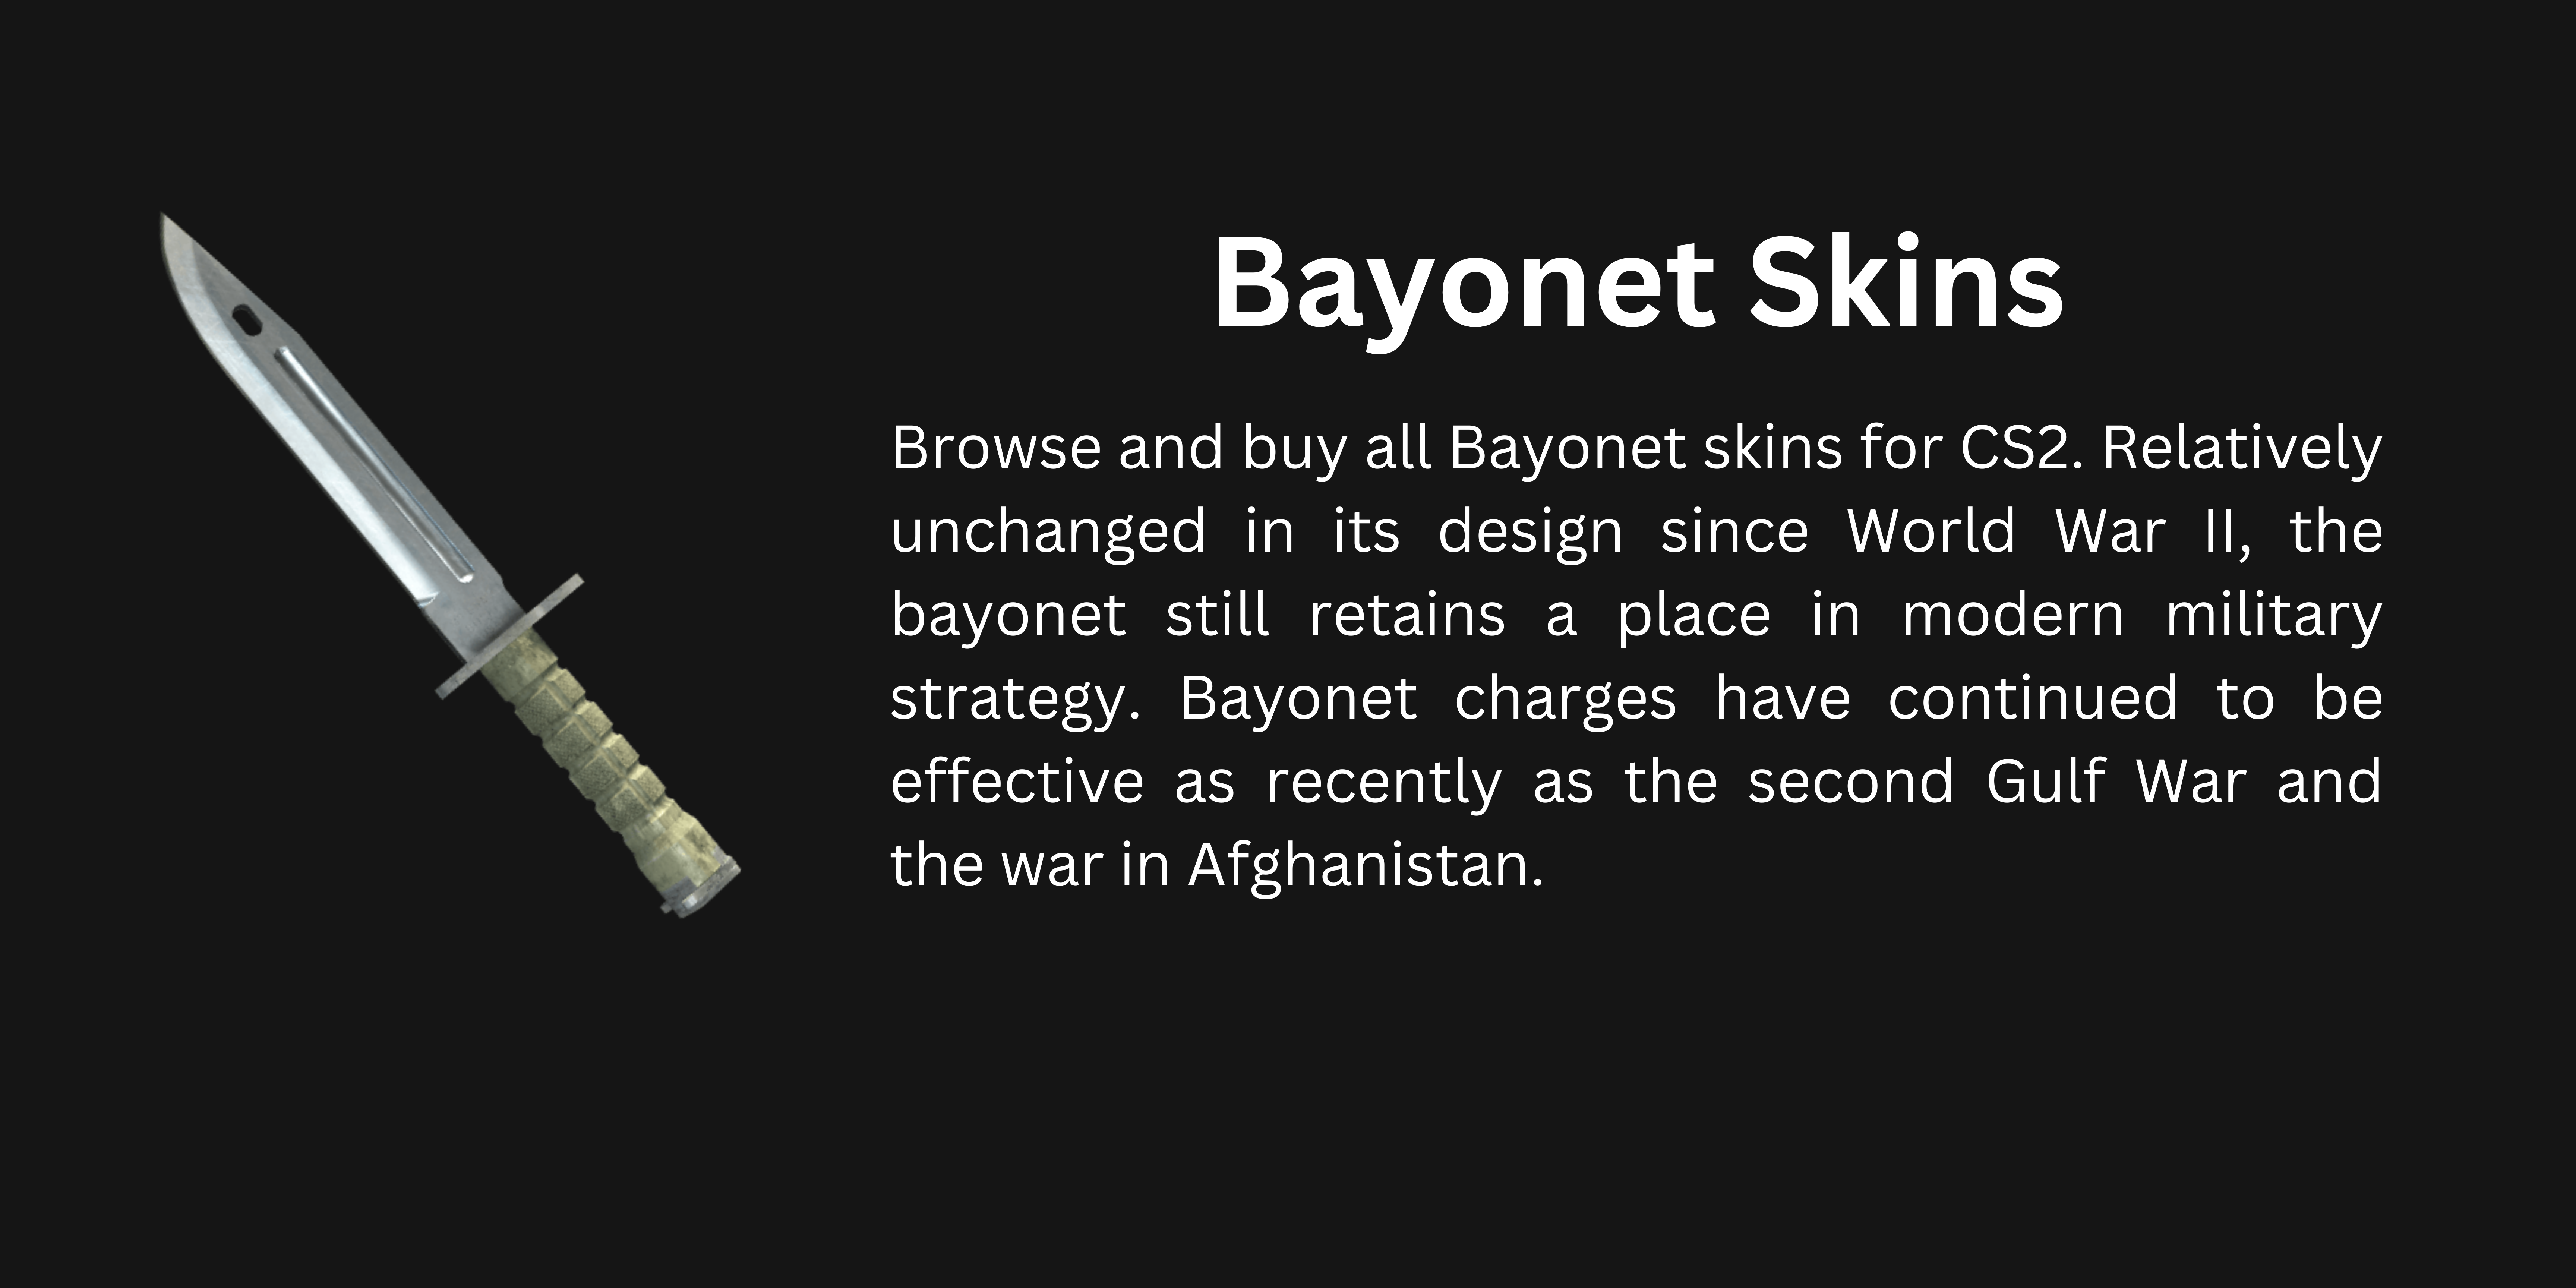 Bayonet Skins
Browse and buy all Bayonet skins for CS2. Relatively
unchanged in its design since World War II, the
bayonet still retains a place in modern military
strategy. Bayonet charges have continued to be
effective as recently as the second Gulf War and
the war in Afghanistan.